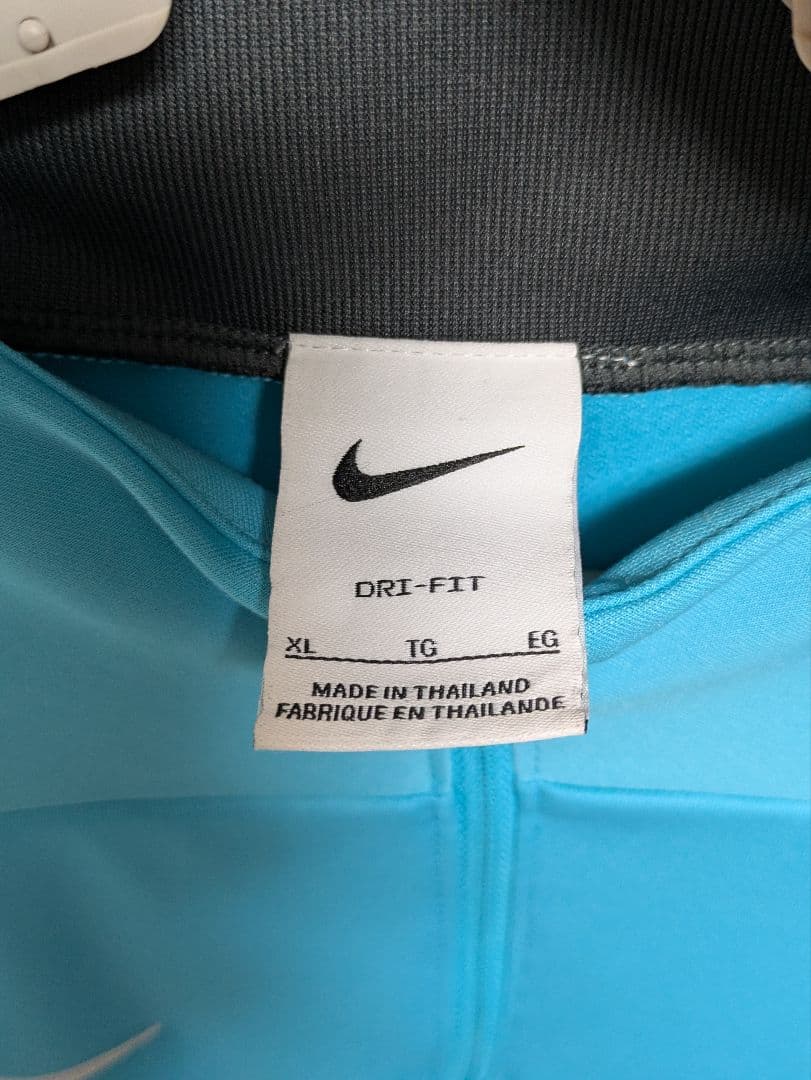 DRI-FIT
XL TG EG
MADE IN THAILAND
FABRIQUE EN THAILANDE